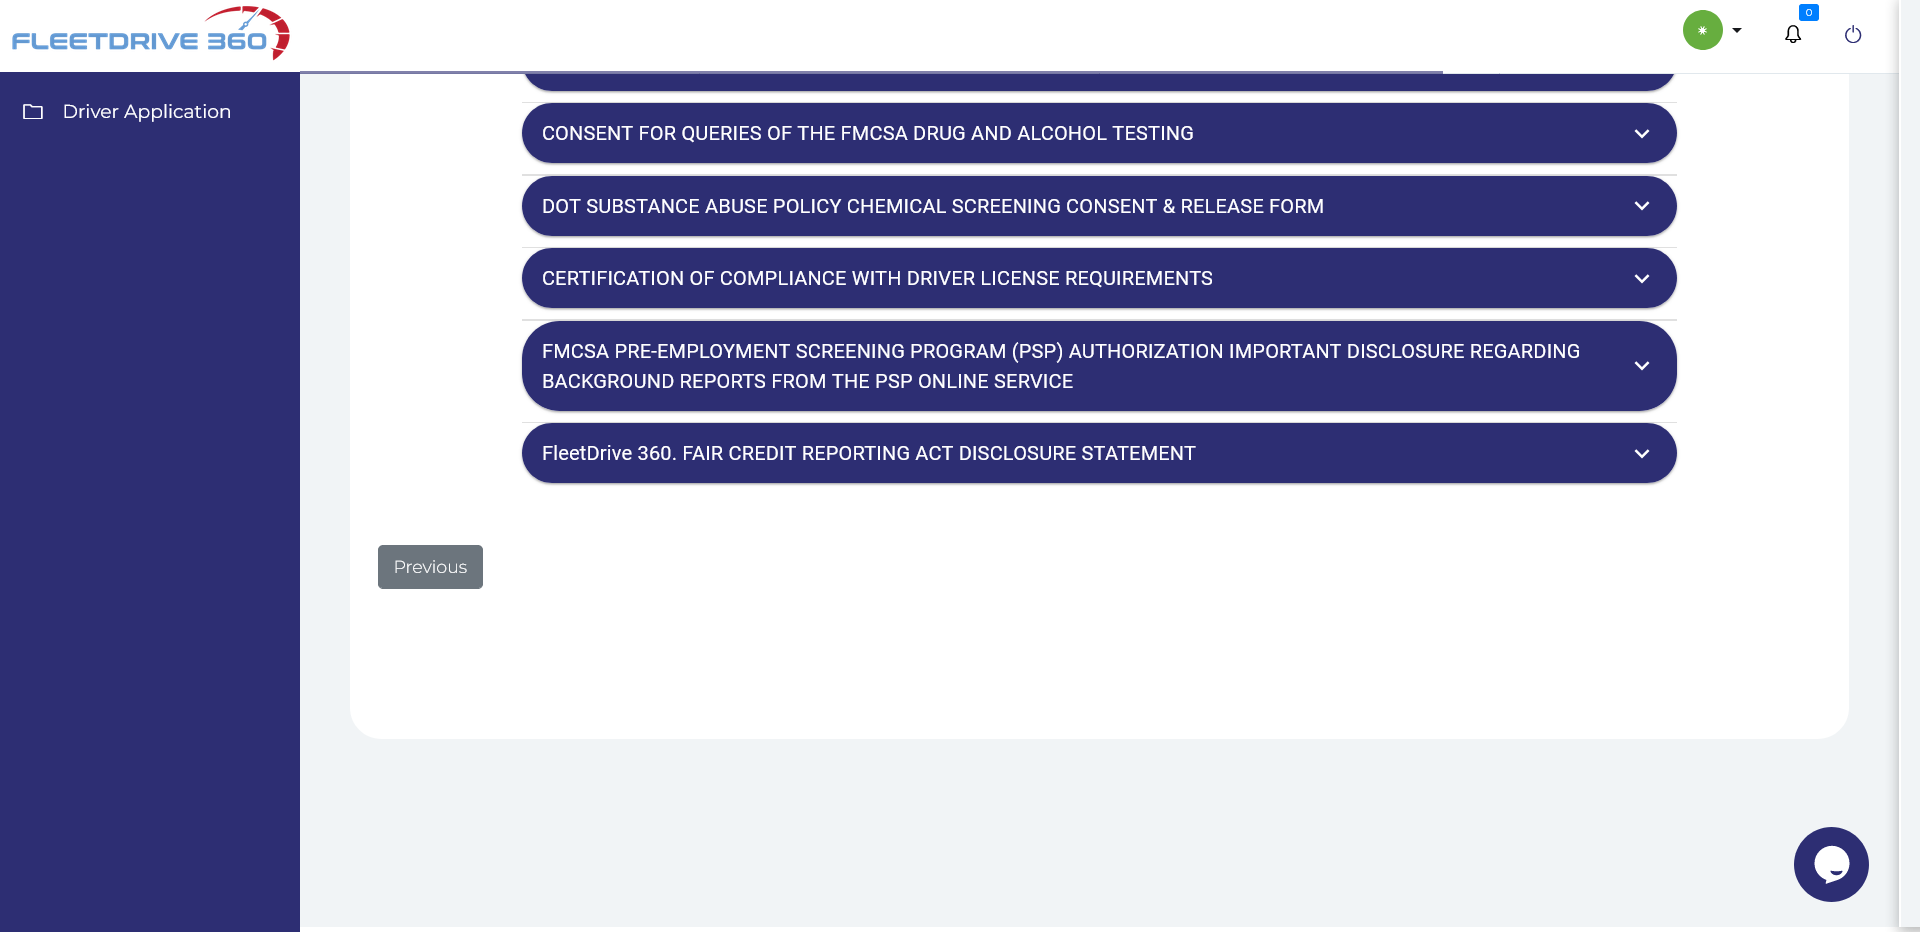 FLEETDRIVE 360
0
Driver Application
CONSENT FOR QUERIES OF THE FMCSA DRUG AND ALCOHOL TESTING
DOT SUBSTANCE ABUSE POLICY CHEMICAL SCREENING CONSENT & RELEASE FORM
CERTIFICATION OF COMPLIANCE WITH DRIVER LICENSE REQUIREMENTS
FMCSA PRE-EMPLOYMENT SCREENING PROGRAM (PSP) AUTHORIZATION IMPORTANT DISCLOSURE REGARDING
BACKGROUND REPORTS FROM THE PSP ONLINE SERVICE
FleetDrive 360. FAIR CREDIT REPORTING ACT DISCLOSURE STATEMENT
Previous